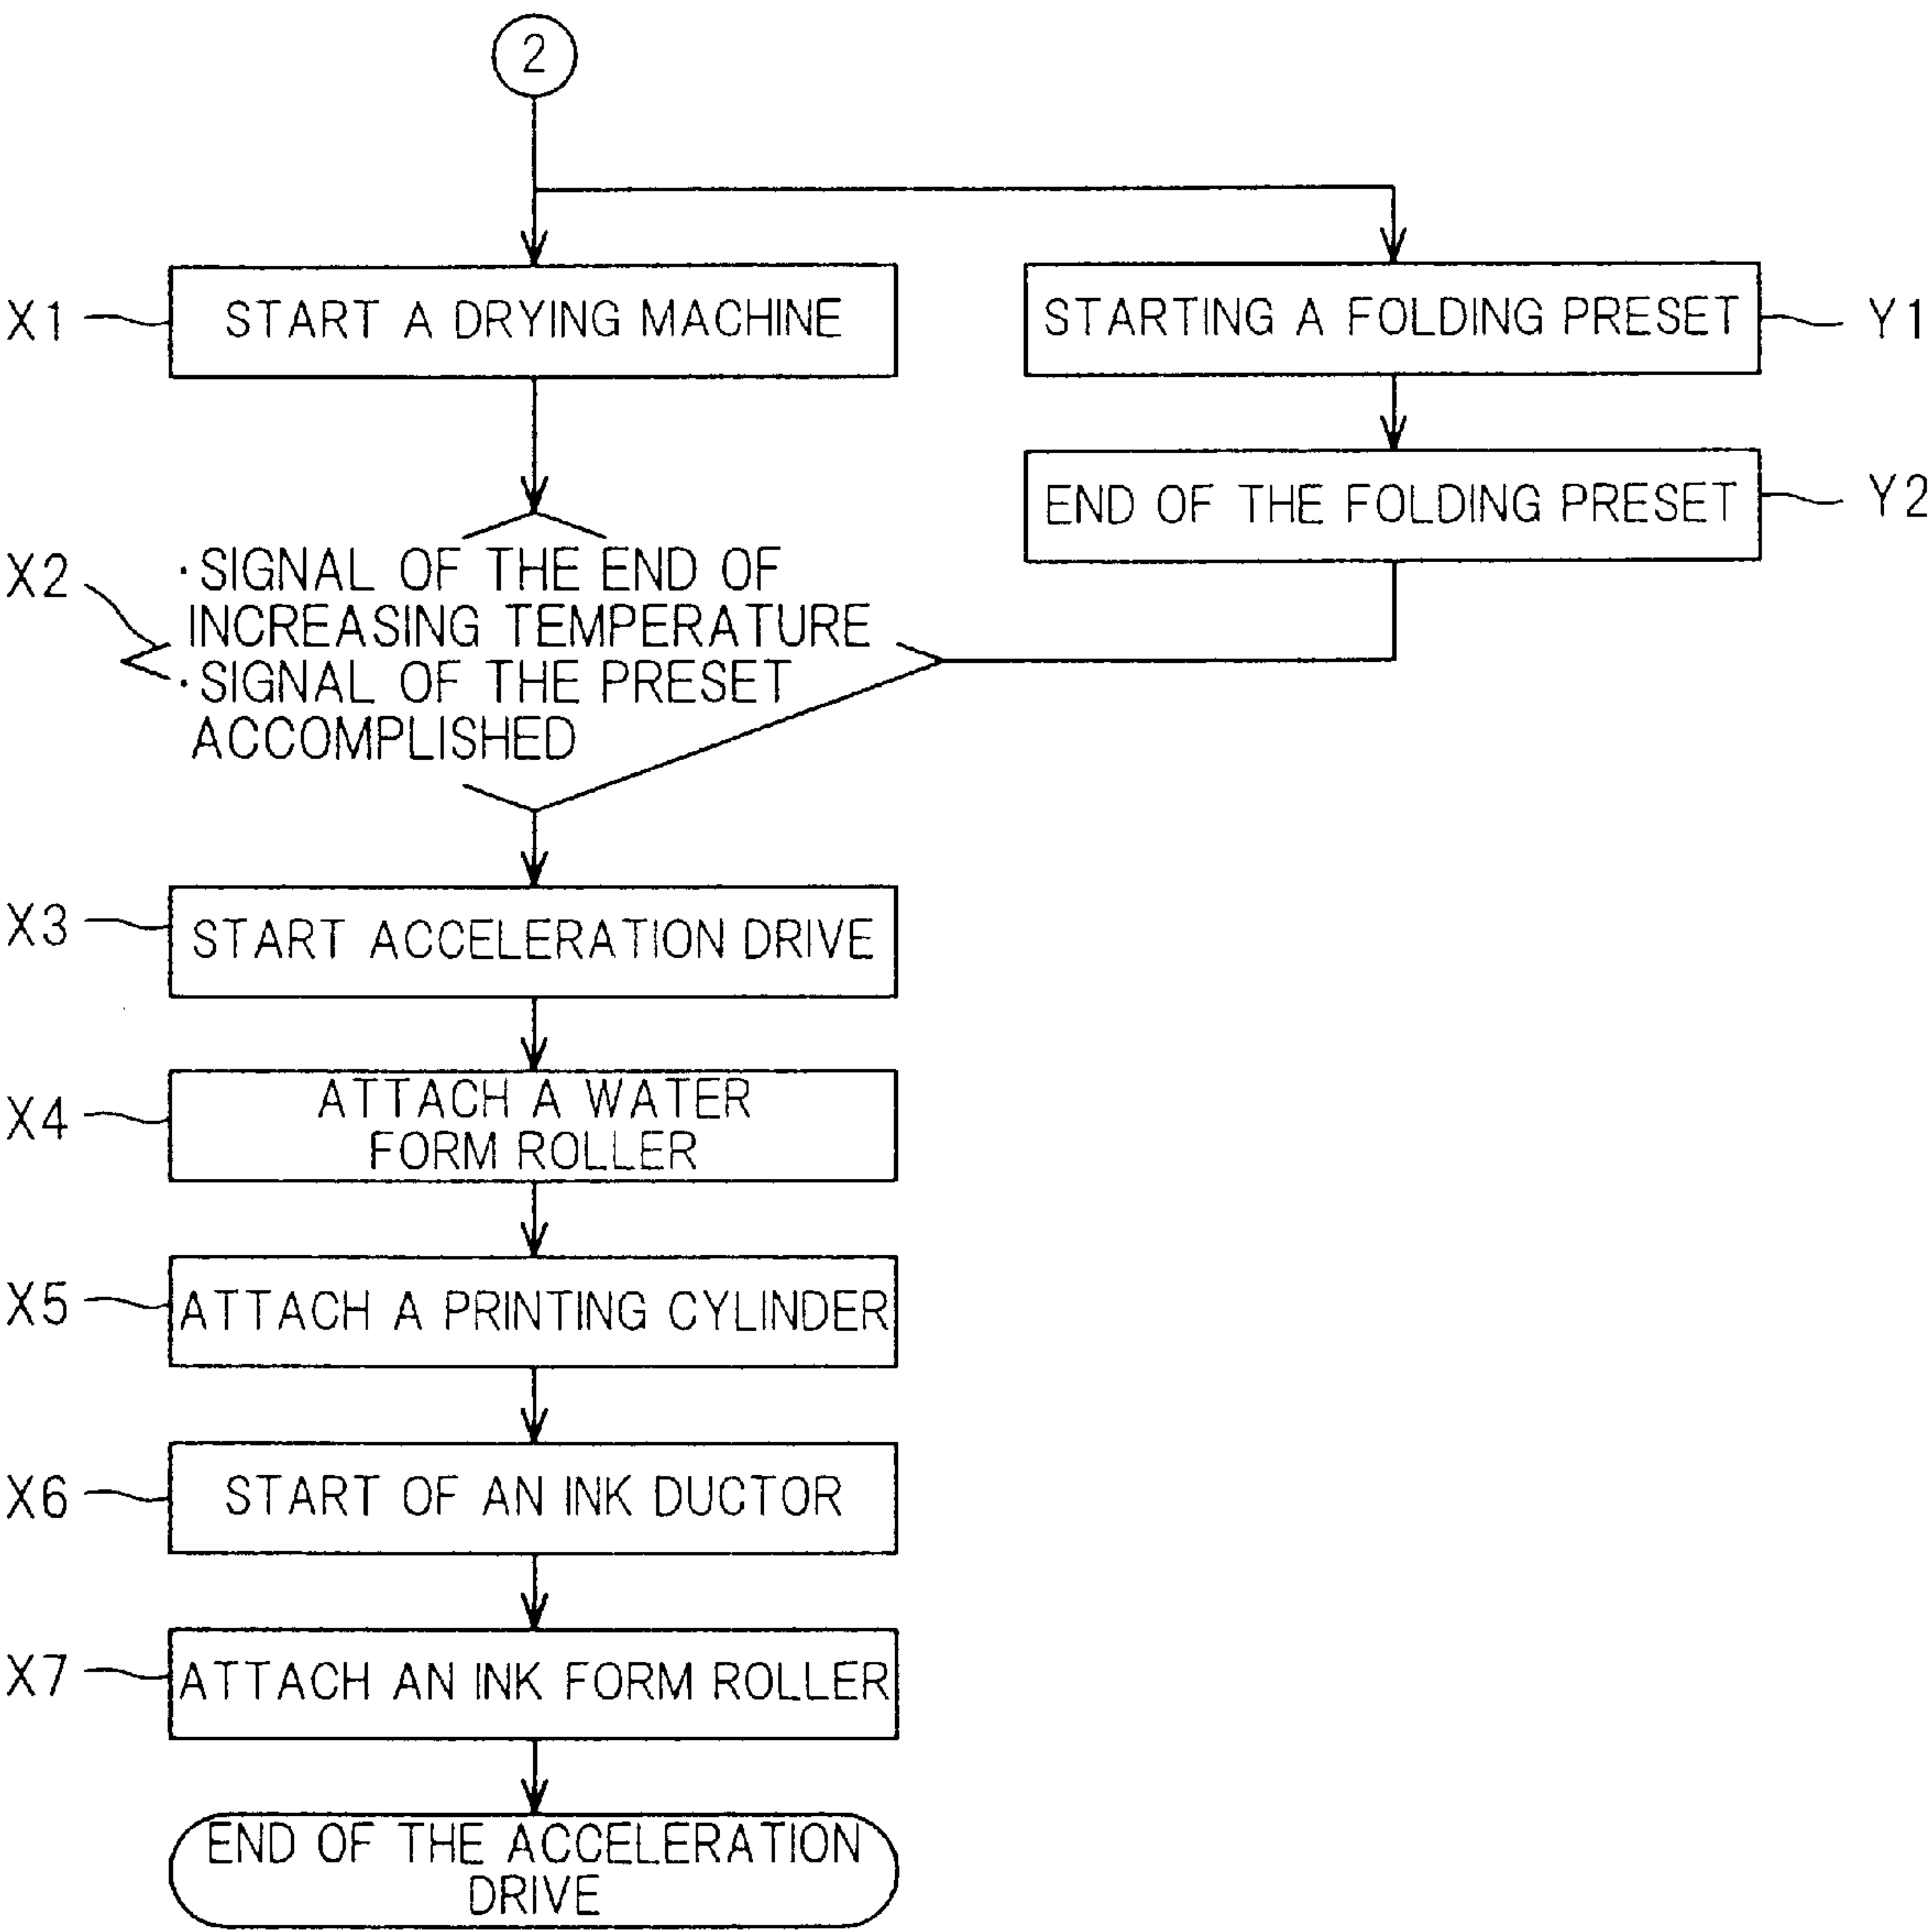 2
X1
START A DRYING MACHINE
STARTING A FOLDING PRESET
Y1
END OF THE FOLDING PRESET
Y2
X2
·SIGNAL OF THE END OF
INCREASING TEMPERATURE
·SIGNAL OF THE PRESET
ACCOMPLISHED
X3
START ACCELERATION DRIVE
X4
ATTACH A WATER
FORM ROLLER
X5
ATTACH A PRINTING CYLINDER
X6
START OF AN INK DUCTOR
X7
ATTACH AN INK FORM ROLLER
END OF THE ACCELERATION
DRIVE